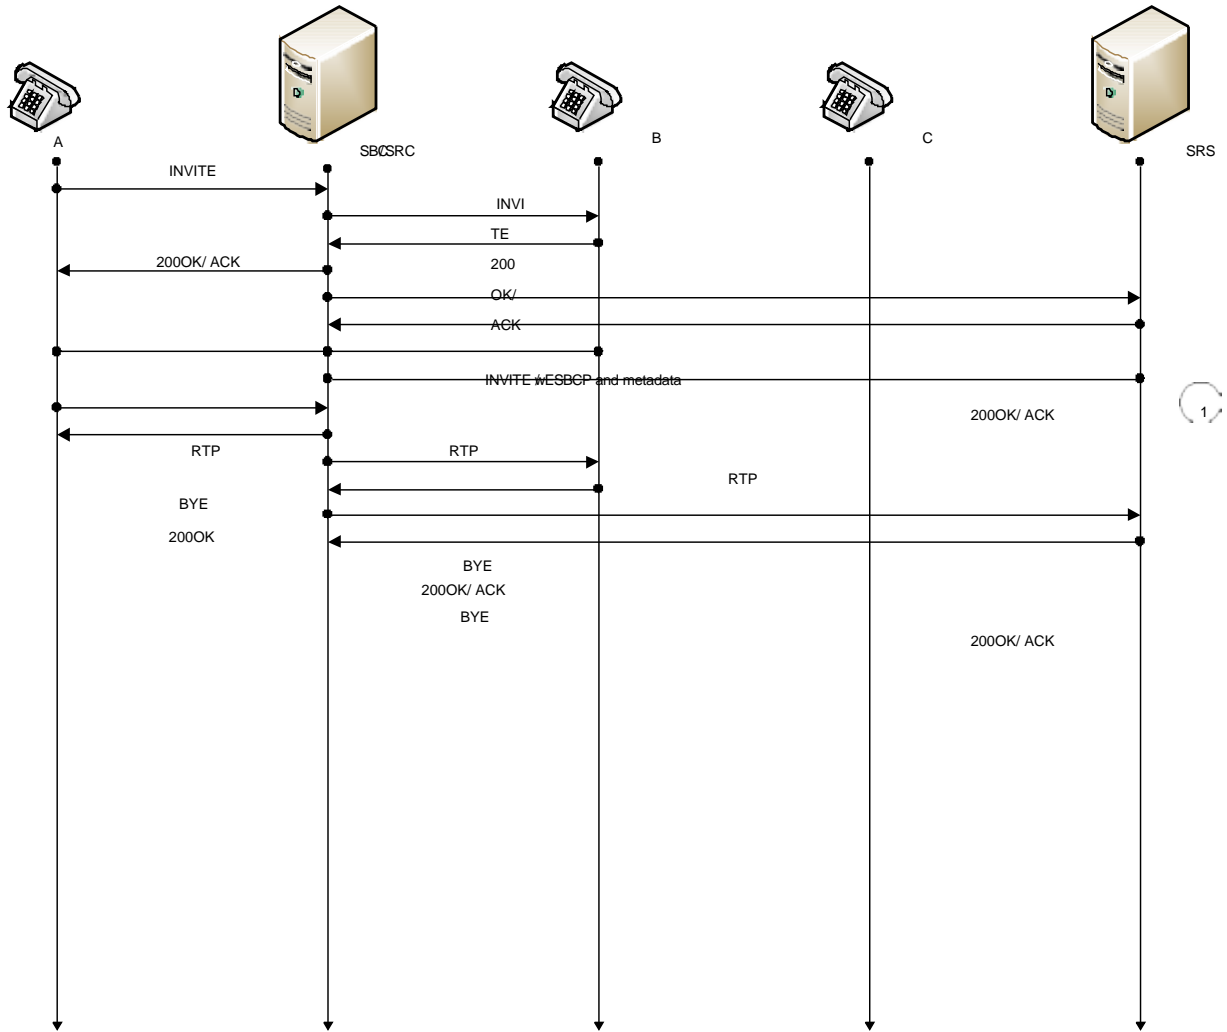 A
SBC/SRC
B
C
SRS
INVITE
INVI
TE
200OK/ ACK
200
OK/
ACK
INVITE and metadata
200OK/ ACK
1
RTP
RTP
RTP
BYE
200OK
BYE
200OK/ ACK
BYE
200OK/ ACK